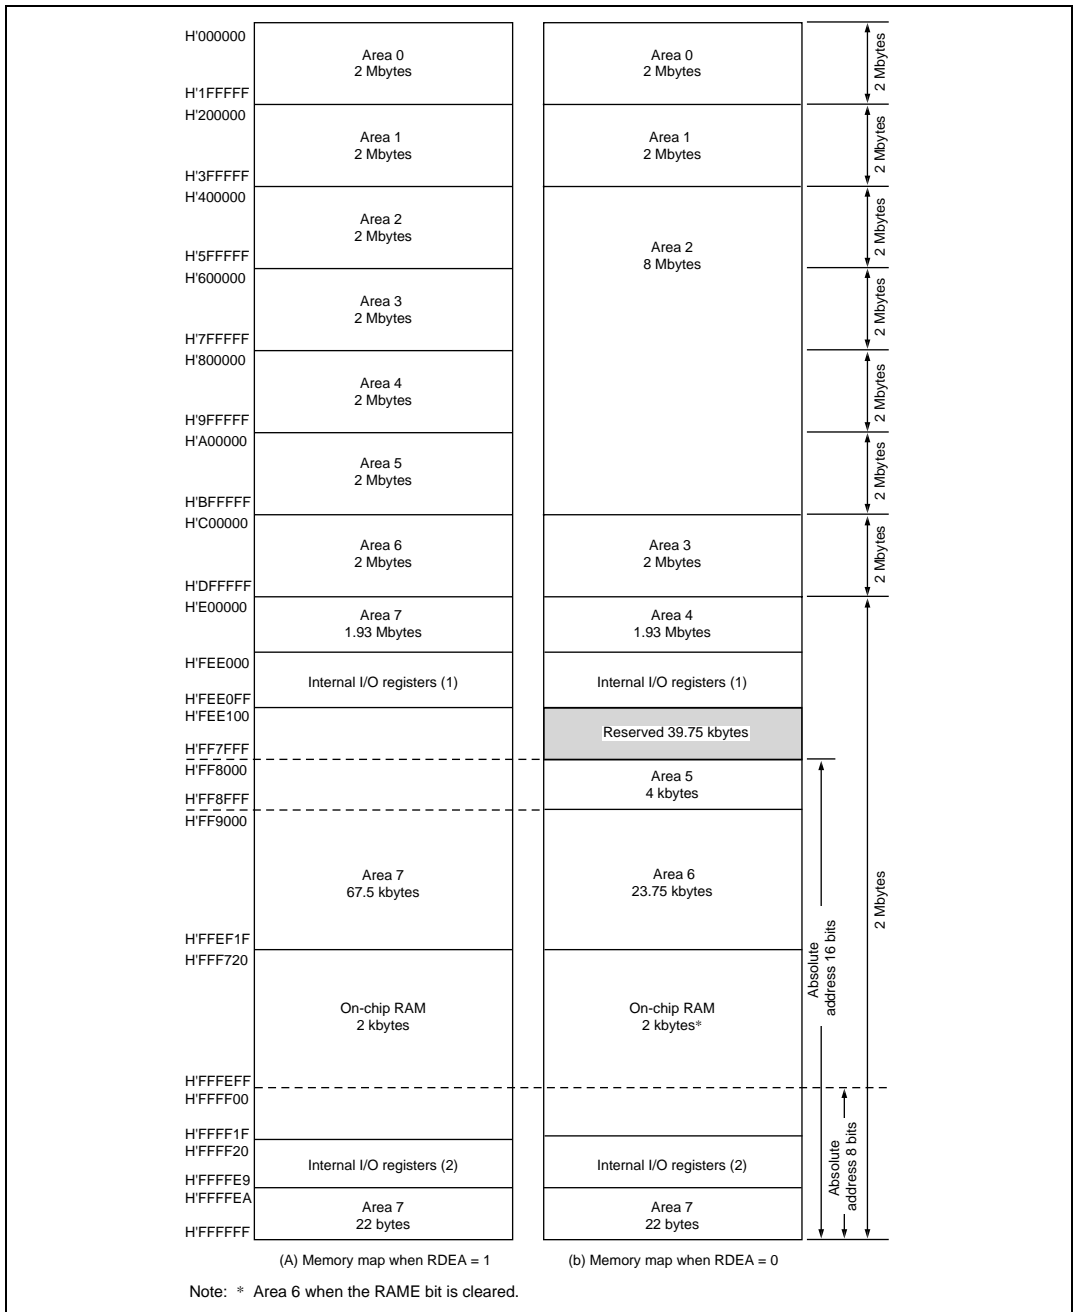 H'000000
Area 0
2 Mbytes
Area 0
2 Mbytes
2 Mbytes
H'1FFFFF
H'200000
Area 1
2 Mbytes
Area 1
2 Mbytes
2 Mbytes
H'3FFFFF
H'400000
Area 2
2 Mbytes
Area 2
8 Mbytes
2 Mbytes
H'5FFFFF
H'600000
Area 3
2 Mbytes
2 Mbytes
H'7FFFFF
H'800000
Area 4
2 Mbytes
2 Mbytes
H'9FFFFF
H'A00000
Area 5
2 Mbytes
2 Mbytes
H'BFFFFF
H'C00000
Area 6
2 Mbytes
Area 3
2 Mbytes
2 Mbytes
H'DFFFFF
H'E00000
Area 7
1.93 Mbytes
Area 4
1.93 Mbytes
H'FEE000
Internal I/O registers (1)
Internal I/O registers (1)
H'FEE0FF
H'FEE100
Reserved 39.75 kbytes
H'FF7FFF
H'FF8000
Area 5
4 kbytes
H'FF8FFF
H'FF9000
Area 7
67.5 kbytes
Area 6
23.75 kbytes
2 Mbytes
Absolute
address 16 bits
H'FFEF1F
H'FFF720
On-chip RAM
2 kbytes
On-chip RAM
2 kbytes*
H'FFFEFF
H'FFFF00
Absolute
address 8 bits
H'FFFF1F
H'FFFF20
Internal I/O registers (2)
Internal I/O registers (2)
H'FFFFE9
H'FFFFEA
Area 7
22 bytes
Area 7
22 bytes
H'FFFFFF
(A) Memory map when RDEA = 1
(b) Memory map when RDEA = 0
Note: * Area 6 when the RAME bit is cleared.